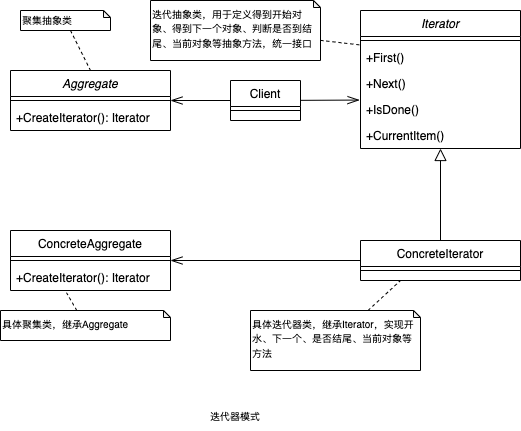 聚集抽象类
迭代抽象类，用于定义得到开始对
象、得到下一个对象、判断是否到结
尾、当前对象等抽象方法，统一接口
Iterator
+First()
+Next()
+IsDone()
+CurrentItem()
Aggregate
+CreateIterator(): Iterator
Client
ConcreteAggregate
+CreateIterator(): Iterator
ConcreteIterator
具体聚集类，继承Aggregate
具体迭代器类，继承Iterator，实现开
水、下一个、是否结尾、当前对象等
方法
迭代器模式